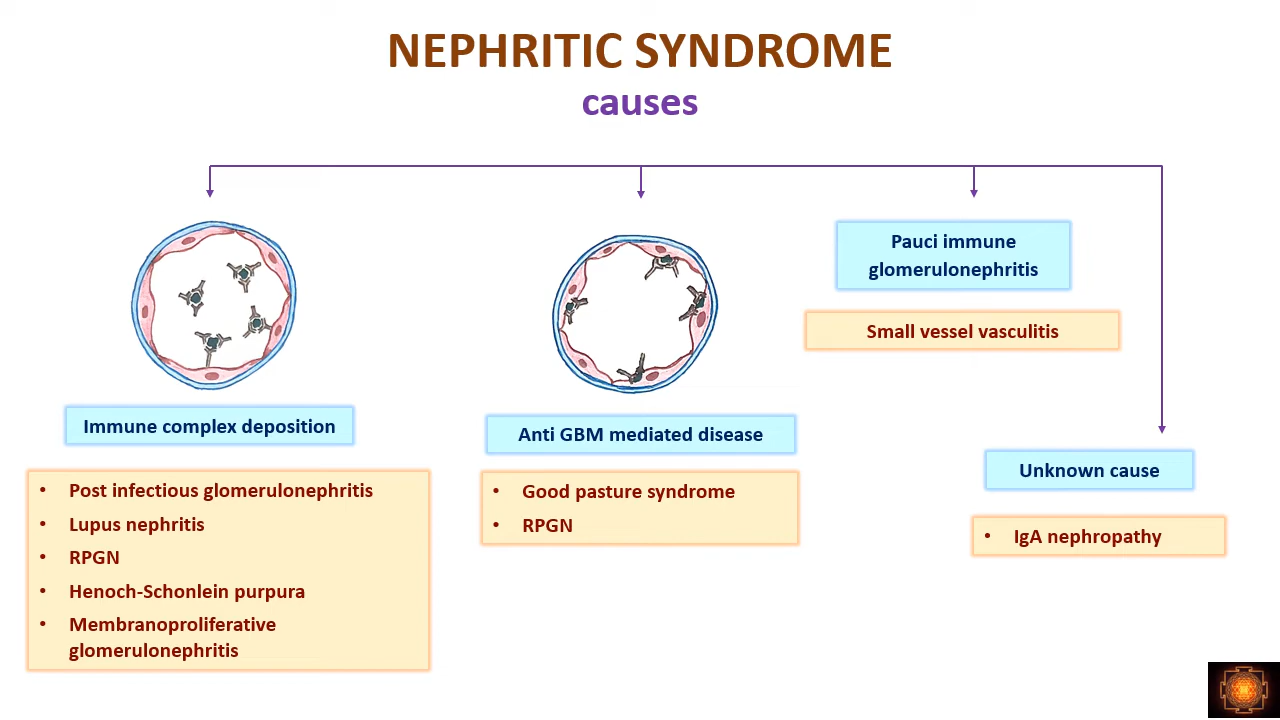 NEPHRITIC SYNDROME
causes
Immune complex deposition
• Post infectious glomerulonephritis
• Lupus nephritis
• RPGN
• Henoch-Schonlein purpura
• Membranoproliferative
glomerulonephritis
Anti GBM mediated disease
• Good pasture syndrome
• RPGN
Pauci immune
glomerulonephritis
Small vessel vasculitis
Unknown cause
• IgA nephropathy